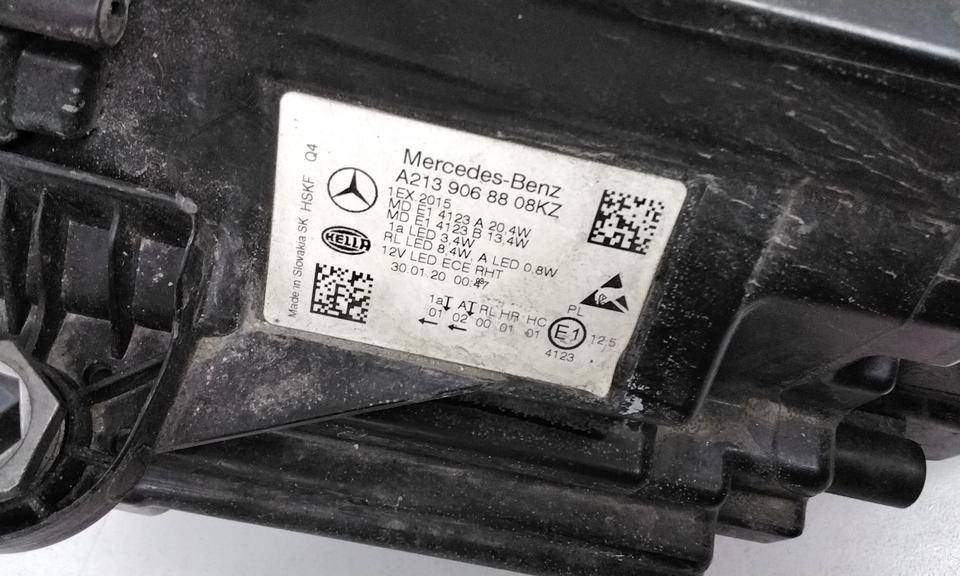 Mercedes-Benz
A213 906 88 08KZ
1EX.2015
MD E1 4123 A 20,4W
MD E1 4123 B 13,4W
1a LED 3,4W
RL LED 8,4W, A LED 0,8W
12V LED ECE RHT
30.01.20 00:47
HELLA
Made in Slovakia SK HSKF Q4
1a A RL HR HC PL
01 02 00 01 01 E1 12.5
4123